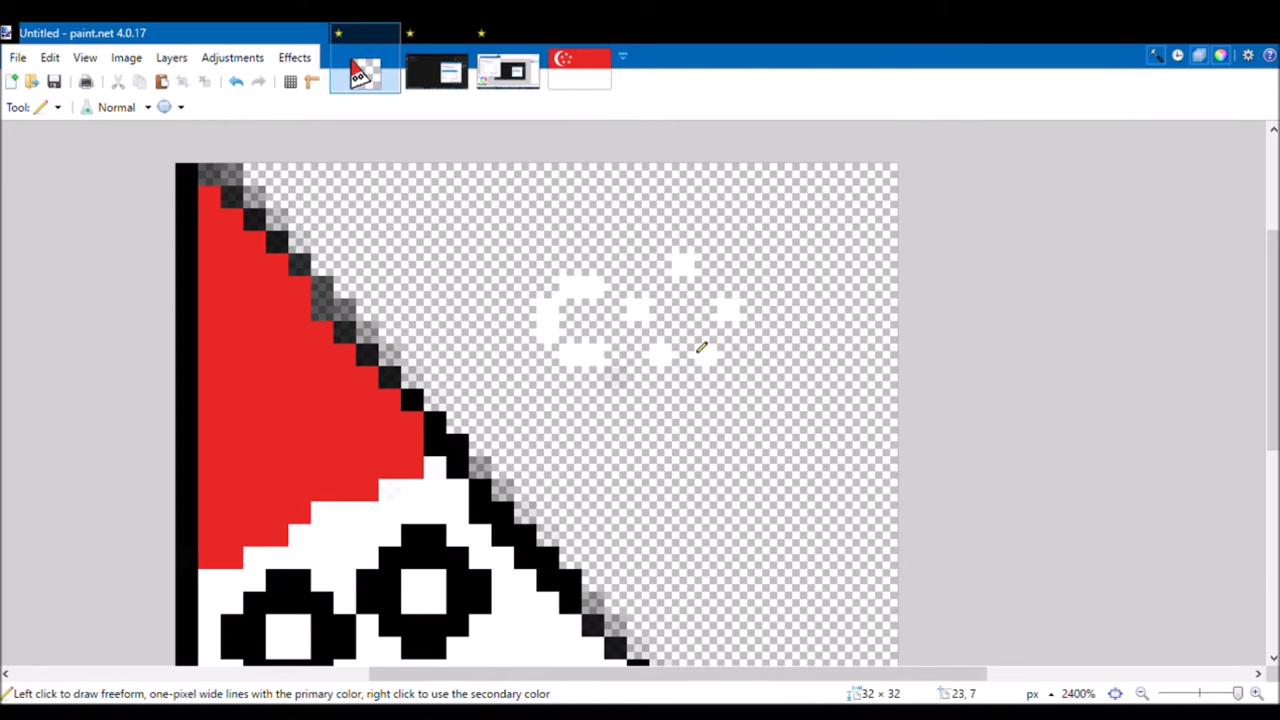 Untitled - paint.net 4.0.17
File Edit View Image Layers Adjustments Effects
Tool: Normal
Left click to draw freeform, one-pixel wide lines with the primary color, right click to use the secondary color 32 × 32 23, 7 px 2400%